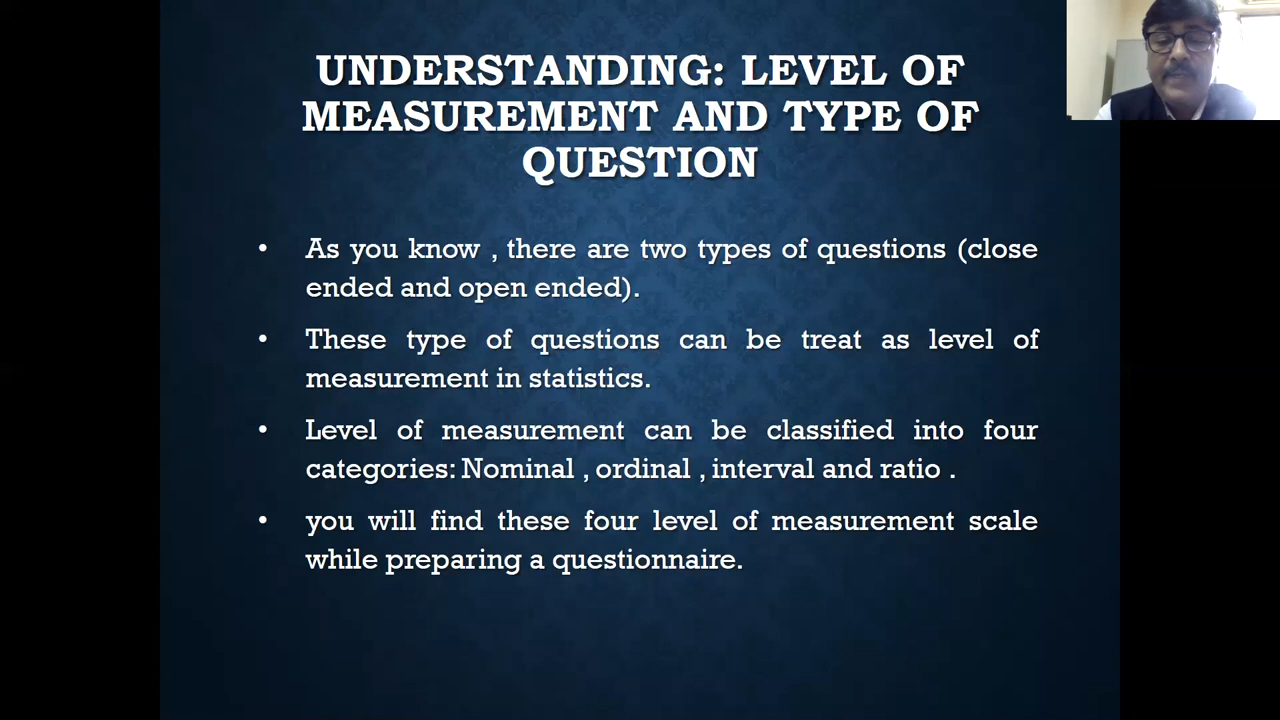 UNDERSTANDING: LEVEL OF
MEASUREMENT AND TYPE OF
QUESTION
• As you know , there are two types of questions (close
ended and open ended).
• These type of questions can be treat as level of
measurement in statistics.
• Level of measurement can be classified into four
categories: Nominal , ordinal , interval and ratio .
• you will find these four level of measurement scale
while preparing a questionnaire.